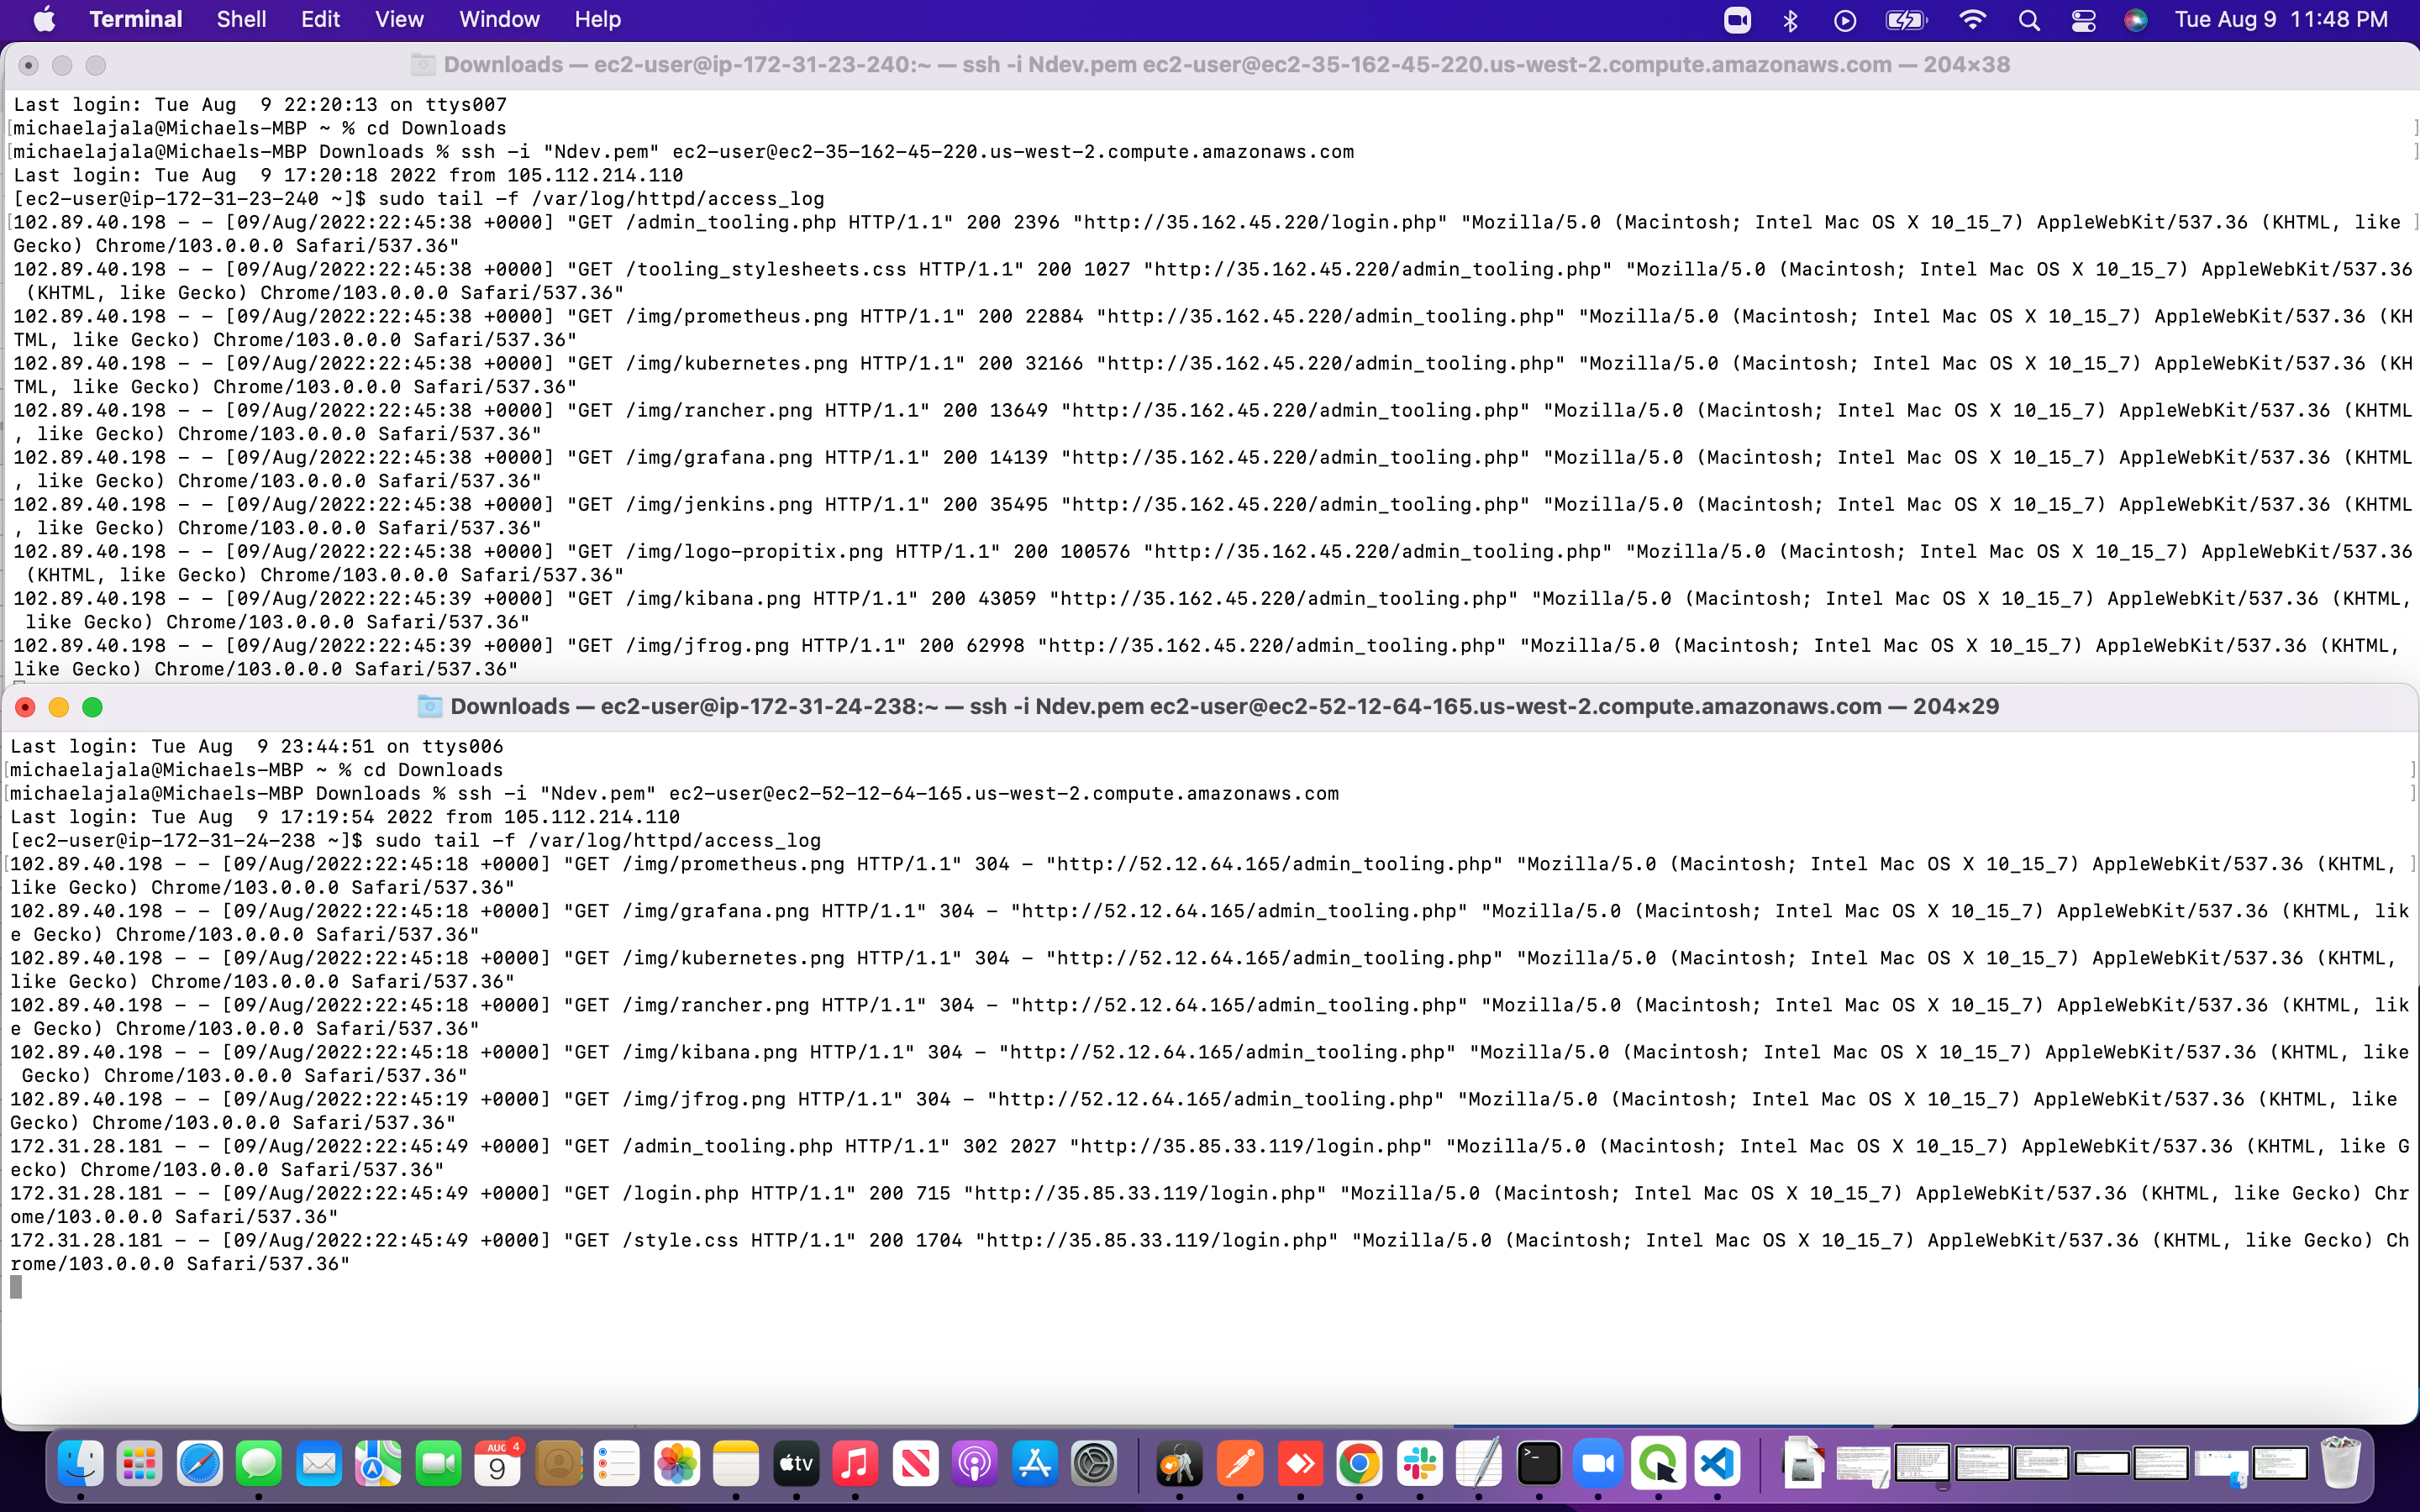 Terminal Shell Edit View Window Help Tue Aug 9 11:48 PM
Downloads — ec2-user@ip-172-31-23-240:~ — ssh -i Ndev.pem ec2-user@ec2-35-162-45-220.us-west-2.compute.amazonaws.com — 204×38
Last login: Tue Aug  9 22:20:13 on ttys007
[michaelajala@Michaels-MBP ~ % cd Downloads ]
[michaelajala@Michaels-MBP Downloads % ssh -i "Ndev.pem" ec2-user@ec2-35-162-45-220.us-west-2.compute.amazonaws.com ]
Last login: Tue Aug  9 17:20:18 2022 from 105.112.214.110
[ec2-user@ip-172-31-23-240 ~]$ sudo tail -f /var/log/httpd/access_log
[102.89.40.198 - - [09/Aug/2022:22:45:38 +0000] "GET /admin_tooling.php HTTP/1.1" 200 2396 "http://35.162.45.220/login.php" "Mozilla/5.0 (Macintosh; Intel Mac OS X 10_15_7) AppleWebKit/537.36 (KHTML, like ]
Gecko) Chrome/103.0.0.0 Safari/537.36"
102.89.40.198 - - [09/Aug/2022:22:45:38 +0000] "GET /tooling_stylesheets.css HTTP/1.1" 200 1027 "http://35.162.45.220/admin_tooling.php" "Mozilla/5.0 (Macintosh; Intel Mac OS X 10_15_7) AppleWebKit/537.36
(KHTML, like Gecko) Chrome/103.0.0.0 Safari/537.36"
102.89.40.198 - - [09/Aug/2022:22:45:38 +0000] "GET /img/prometheus.png HTTP/1.1" 200 22884 "http://35.162.45.220/admin_tooling.php" "Mozilla/5.0 (Macintosh; Intel Mac OS X 10_15_7) AppleWebKit/537.36 (KH
TML, like Gecko) Chrome/103.0.0.0 Safari/537.36"
102.89.40.198 - - [09/Aug/2022:22:45:38 +0000] "GET /img/kubernetes.png HTTP/1.1" 200 32166 "http://35.162.45.220/admin_tooling.php" "Mozilla/5.0 (Macintosh; Intel Mac OS X 10_15_7) AppleWebKit/537.36 (KH
TML, like Gecko) Chrome/103.0.0.0 Safari/537.36"
102.89.40.198 - - [09/Aug/2022:22:45:38 +0000] "GET /img/rancher.png HTTP/1.1" 200 13649 "http://35.162.45.220/admin_tooling.php" "Mozilla/5.0 (Macintosh; Intel Mac OS X 10_15_7) AppleWebKit/537.36 (KHTML
, like Gecko) Chrome/103.0.0.0 Safari/537.36"
102.89.40.198 - - [09/Aug/2022:22:45:38 +0000] "GET /img/grafana.png HTTP/1.1" 200 14139 "http://35.162.45.220/admin_tooling.php" "Mozilla/5.0 (Macintosh; Intel Mac OS X 10_15_7) AppleWebKit/537.36 (KHTML
, like Gecko) Chrome/103.0.0.0 Safari/537.36"
102.89.40.198 - - [09/Aug/2022:22:45:38 +0000] "GET /img/jenkins.png HTTP/1.1" 200 35495 "http://35.162.45.220/admin_tooling.php" "Mozilla/5.0 (Macintosh; Intel Mac OS X 10_15_7) AppleWebKit/537.36 (KHTML
, like Gecko) Chrome/103.0.0.0 Safari/537.36"
102.89.40.198 - - [09/Aug/2022:22:45:38 +0000] "GET /img/logo-propitix.png HTTP/1.1" 200 100576 "http://35.162.45.220/admin_tooling.php" "Mozilla/5.0 (Macintosh; Intel Mac OS X 10_15_7) AppleWebKit/537.36
(KHTML, like Gecko) Chrome/103.0.0.0 Safari/537.36"
102.89.40.198 - - [09/Aug/2022:22:45:39 +0000] "GET /img/kibana.png HTTP/1.1" 200 43059 "http://35.162.45.220/admin_tooling.php" "Mozilla/5.0 (Macintosh; Intel Mac OS X 10_15_7) AppleWebKit/537.36 (KHTML,
like Gecko) Chrome/103.0.0.0 Safari/537.36"
102.89.40.198 - - [09/Aug/2022:22:45:39 +0000] "GET /img/jfrog.png HTTP/1.1" 200 62998 "http://35.162.45.220/admin_tooling.php" "Mozilla/5.0 (Macintosh; Intel Mac OS X 10_15_7) AppleWebKit/537.36 (KHTML,
like Gecko) Chrome/103.0.0.0 Safari/537.36"
Downloads — ec2-user@ip-172-31-24-238:~ — ssh -i Ndev.pem ec2-user@ec2-52-12-64-165.us-west-2.compute.amazonaws.com — 204×29
Last login: Tue Aug  9 23:44:51 on ttys006
[michaelajala@Michaels-MBP ~ % cd Downloads ]
[michaelajala@Michaels-MBP Downloads % ssh -i "Ndev.pem" ec2-user@ec2-52-12-64-165.us-west-2.compute.amazonaws.com ]
Last login: Tue Aug  9 17:19:54 2022 from 105.112.214.110
[ec2-user@ip-172-31-24-238 ~]$ sudo tail -f /var/log/httpd/access_log
[102.89.40.198 - - [09/Aug/2022:22:45:18 +0000] "GET /img/prometheus.png HTTP/1.1" 304 - "http://52.12.64.165/admin_tooling.php" "Mozilla/5.0 (Macintosh; Intel Mac OS X 10_15_7) AppleWebKit/537.36 (KHTML, ]
like Gecko) Chrome/103.0.0.0 Safari/537.36"
102.89.40.198 - - [09/Aug/2022:22:45:18 +0000] "GET /img/grafana.png HTTP/1.1" 304 - "http://52.12.64.165/admin_tooling.php" "Mozilla/5.0 (Macintosh; Intel Mac OS X 10_15_7) AppleWebKit/537.36 (KHTML, lik
e Gecko) Chrome/103.0.0.0 Safari/537.36"
102.89.40.198 - - [09/Aug/2022:22:45:18 +0000] "GET /img/kubernetes.png HTTP/1.1" 304 - "http://52.12.64.165/admin_tooling.php" "Mozilla/5.0 (Macintosh; Intel Mac OS X 10_15_7) AppleWebKit/537.36 (KHTML,
like Gecko) Chrome/103.0.0.0 Safari/537.36"
102.89.40.198 - - [09/Aug/2022:22:45:18 +0000] "GET /img/rancher.png HTTP/1.1" 304 - "http://52.12.64.165/admin_tooling.php" "Mozilla/5.0 (Macintosh; Intel Mac OS X 10_15_7) AppleWebKit/537.36 (KHTML, lik
e Gecko) Chrome/103.0.0.0 Safari/537.36"
102.89.40.198 - - [09/Aug/2022:22:45:18 +0000] "GET /img/kibana.png HTTP/1.1" 304 - "http://52.12.64.165/admin_tooling.php" "Mozilla/5.0 (Macintosh; Intel Mac OS X 10_15_7) AppleWebKit/537.36 (KHTML, like
Gecko) Chrome/103.0.0.0 Safari/537.36"
102.89.40.198 - - [09/Aug/2022:22:45:19 +0000] "GET /img/jfrog.png HTTP/1.1" 304 - "http://52.12.64.165/admin_tooling.php" "Mozilla/5.0 (Macintosh; Intel Mac OS X 10_15_7) AppleWebKit/537.36 (KHTML, like
Gecko) Chrome/103.0.0.0 Safari/537.36"
172.31.28.181 - - [09/Aug/2022:22:45:49 +0000] "GET /admin_tooling.php HTTP/1.1" 302 2027 "http://35.85.33.119/login.php" "Mozilla/5.0 (Macintosh; Intel Mac OS X 10_15_7) AppleWebKit/537.36 (KHTML, like G
ecko) Chrome/103.0.0.0 Safari/537.36"
172.31.28.181 - - [09/Aug/2022:22:45:49 +0000] "GET /login.php HTTP/1.1" 200 715 "http://35.85.33.119/login.php" "Mozilla/5.0 (Macintosh; Intel Mac OS X 10_15_7) AppleWebKit/537.36 (KHTML, like Gecko) Chr
ome/103.0.0.0 Safari/537.36"
172.31.28.181 - - [09/Aug/2022:22:45:49 +0000] "GET /style.css HTTP/1.1" 200 1704 "http://35.85.33.119/login.php" "Mozilla/5.0 (Macintosh; Intel Mac OS X 10_15_7) AppleWebKit/537.36 (KHTML, like Gecko) Ch
rome/103.0.0.0 Safari/537.36"
AUG 4
9
tv